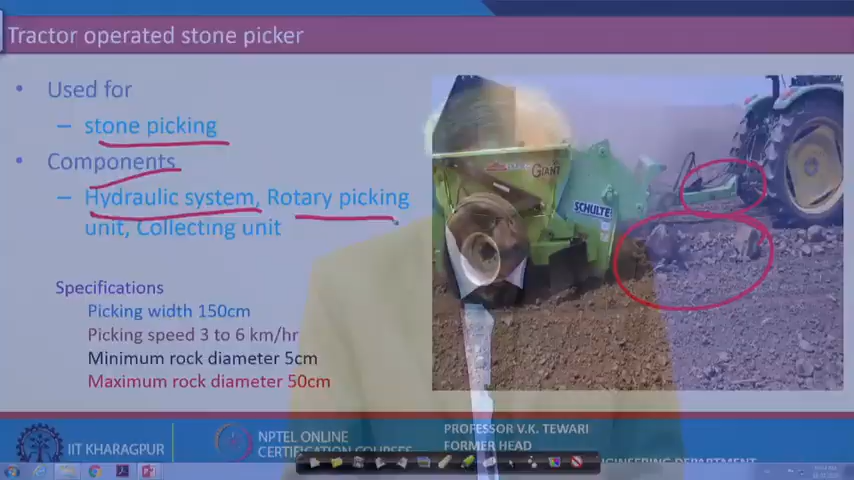 Tractor operated stone picker
• Used for
– stone picking
• Components
– Hydraulic system, Rotary picking
unit, Collecting unit
Specifications
Picking width 150cm
Picking speed 3 to 6 km/hr
Minimum rock diameter 5cm
Maximum rock diameter 50cm
GIANT
SCHULTE
IIT KHARAGPUR
NPTEL ONLINE
CERTIFICATION COURSES
PROFESSOR V.K. TEWARI
FORMER HEAD